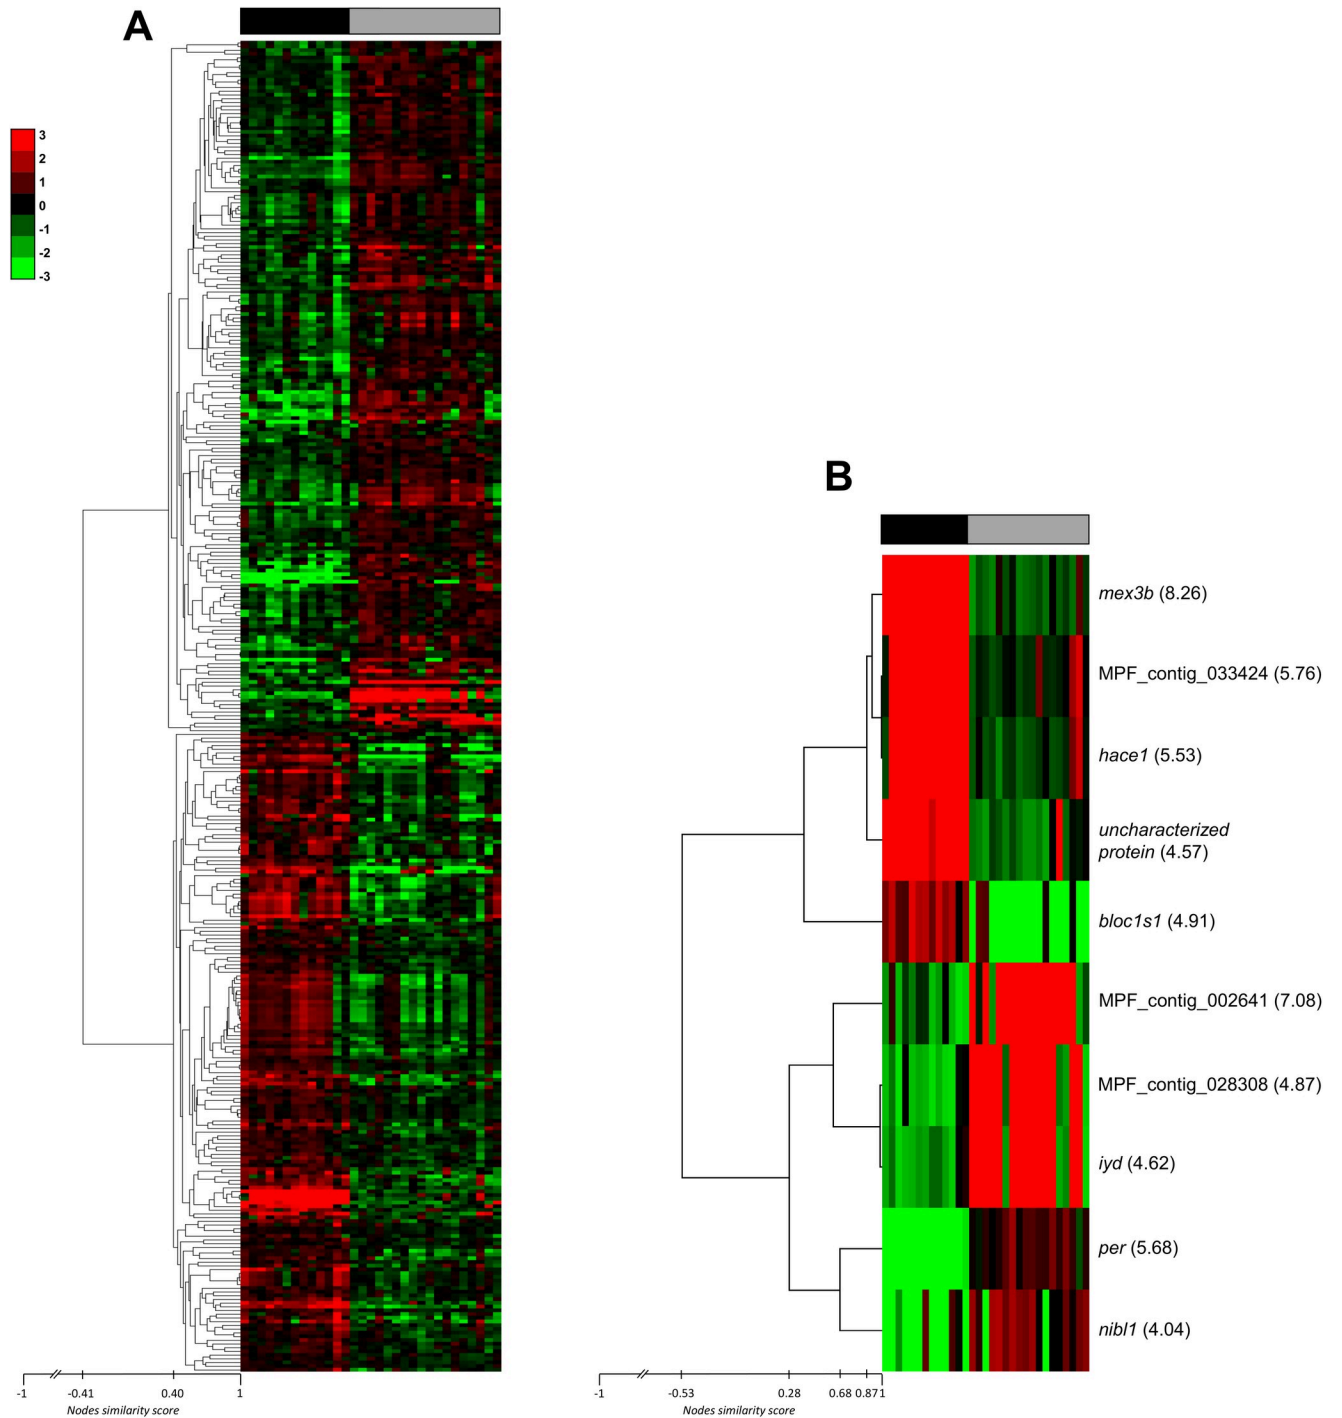 A
3
2
1
0
-1
-2
-3
-1
-0.41
0.40
1
Nodes similarity score
B
mex3b (8.26)
MPF_contig_033424 (5.76)
hace1 (5.53)
uncharacterized
protein (4.57)
bloc1s1 (4.91)
MPF_contig_002641 (7.08)
MPF_contig_028308 (4.87)
iyd (4.62)
per (5.68)
nibl1 (4.04)
-1
-0.53
0.28
0.68
0.871
Nodes similarity score